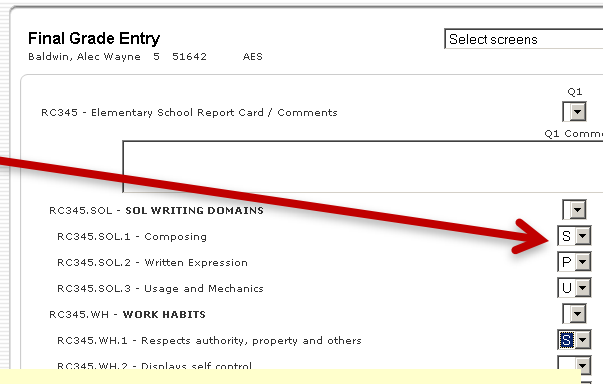 Final Grade Entry
Select screens
Baldwin, Alec Wayne 5 51642 AES
Q1
RC345 - Elementary School Report Card / Comments
Q1 Comme
RC345.SOL - SOL WRITING DOMAINS
RC345.SOL.1 - Composing S
RC345.SOL.2 - Written Expression P
RC345.SOL.3 - Usage and Mechanics U
RC345.WH - WORK HABITS
RC345.WH.1 - Respects authority, property and others S
RC345.WH.2 - Displays self control